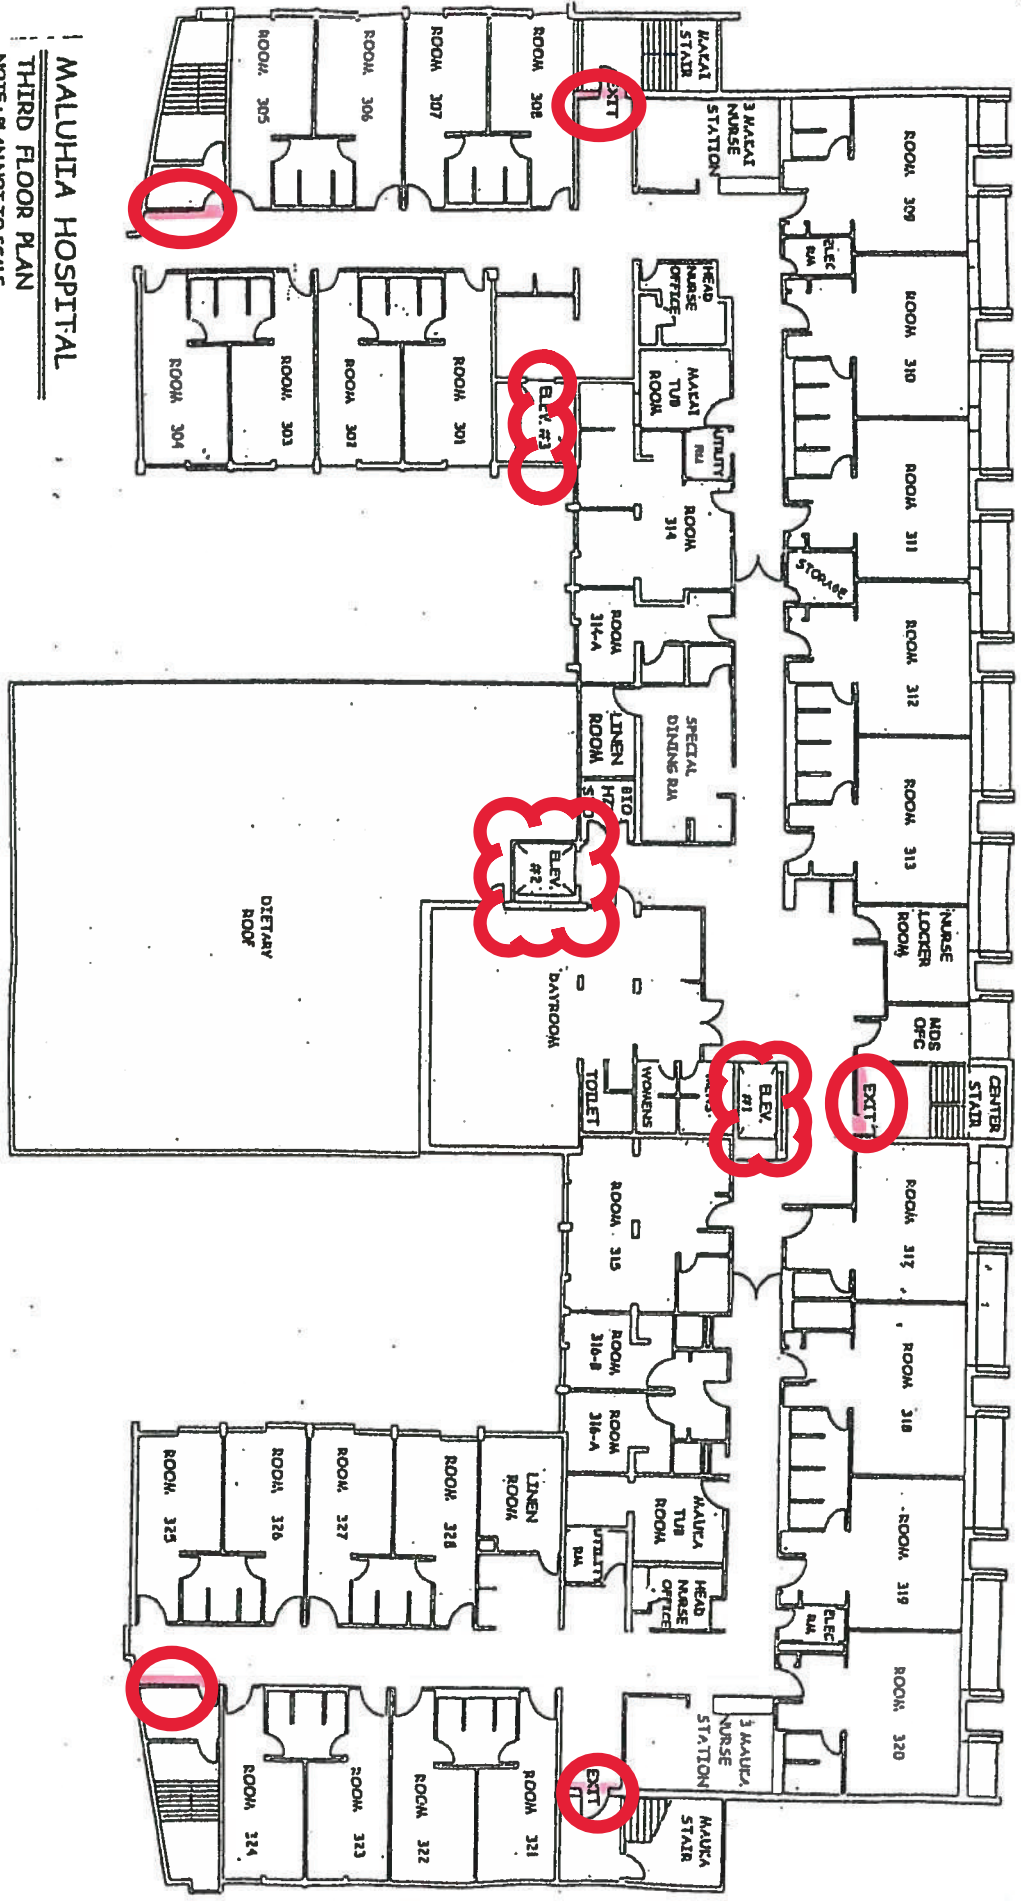 ROOM 309
ROOM 310
ROOM 311
ROOM 312
ROOM 313
NURSE
LOCKER
ROOM
MDS
OFC
CENTER
STAIR
EXIT
ROOM 317
ROOM 318
ROOM 319
ROOM 320
ELEC
RM
STORAGE
ELEC
RM
MAKAI
STAIR
3 MAKAI
NURSE
STATION
EXIT
HEAD
NURSE
OFFICE
MAKAI
TUB
ROOM
UTILITY
RM
ROOM
314
ROOM
314-A
SPECIAL
DINING RM
LINEN
ROOM
BIO
ELEV.
#2
DAYROOM
ELEV.
#1
WOMENS
TOILET
ROOM 315
ROOM
316-B
ROOM
316-A
MAUKA
TUB
ROOM
UTILITY
RM
HEAD
NURSE
OFFICE
3 MAUKA
NURSE
STATION
MAUKA
STAIR
EXIT
ROOM 308
ROOM 307
ROOM 306
ROOM 305
ELEV. #3
ROOM 301
ROOM 302
ROOM 303
ROOM 304
DIETARY
ROOF
LINEN
ROOM
ROOM 328
ROOM 327
ROOM 326
ROOM 325
ROOM 321
ROOM 322
ROOM 323
ROOM 324
MALUHIA HOSPITAL
THIRD FLOOR PLAN